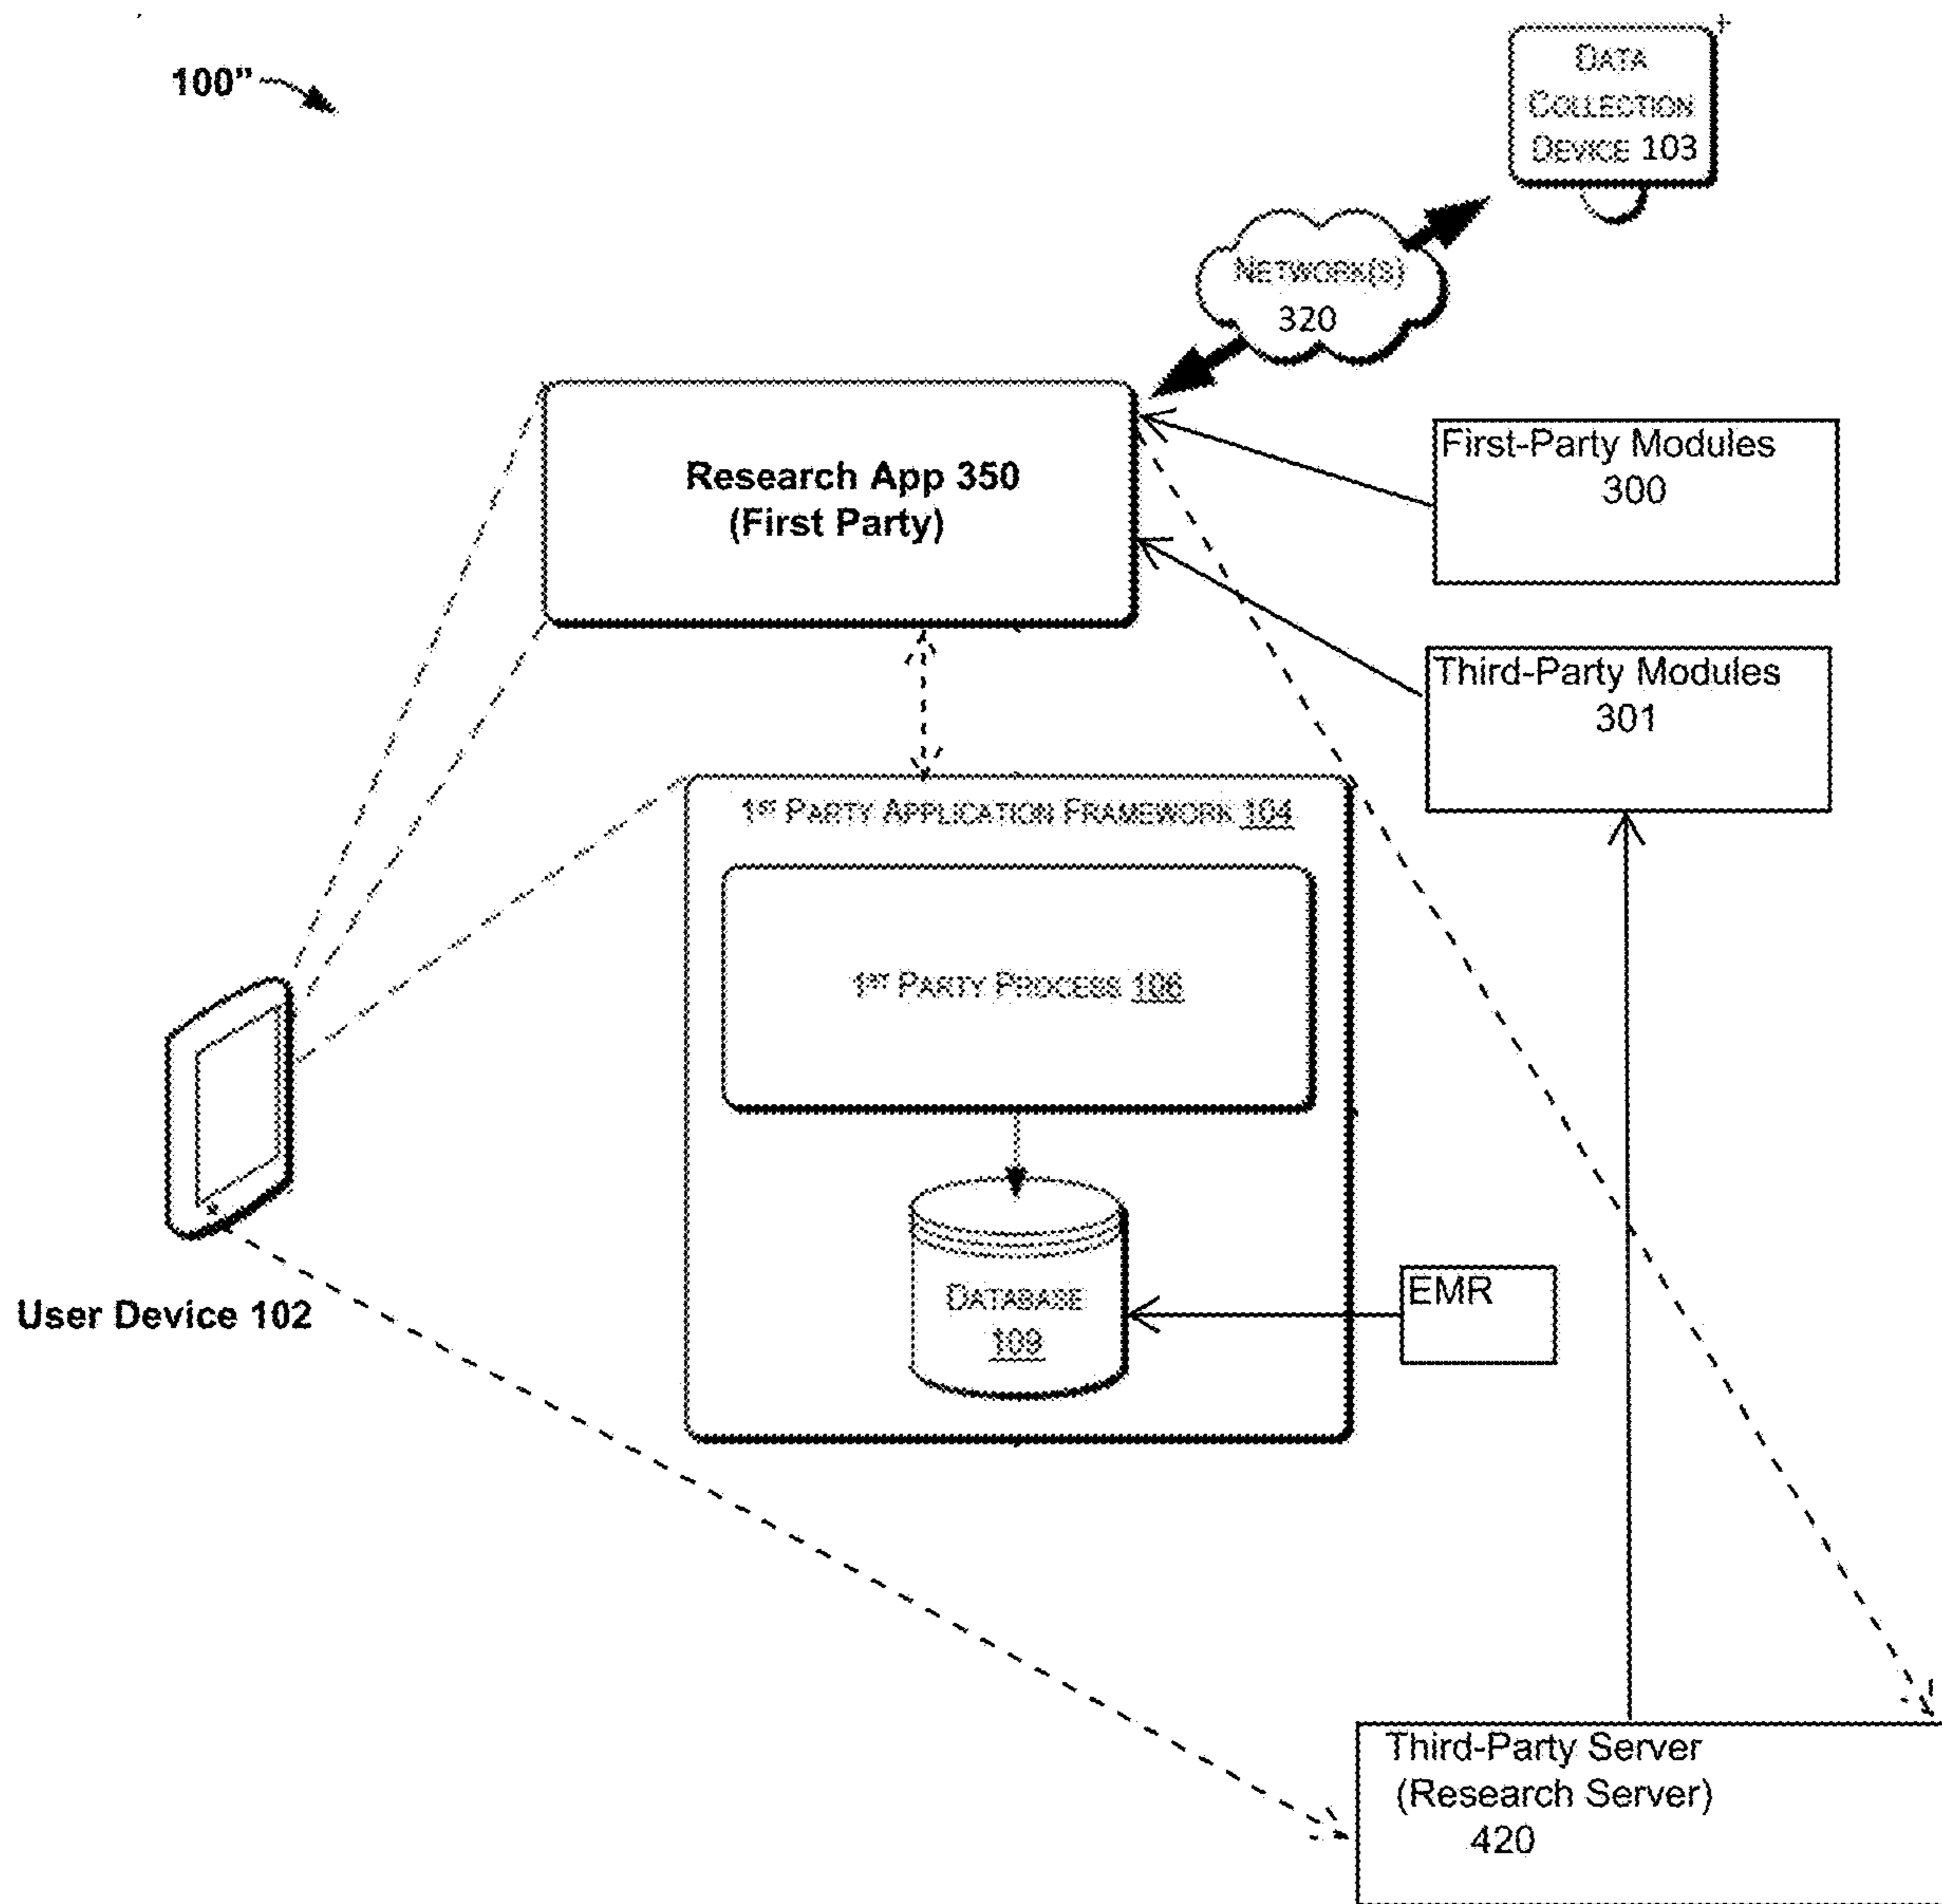 100"
DATA
COLLECTION
DEVICE 103
NETWORK(S)
320
Research App 350
(First Party)
First-Party Modules
300
Third-Party Modules
301
1ST PARTY APPLICATION FRAMEWORK 104
1ST PARTY PROCESS 106
User Device 102
DATABASE
109
EMR
Third-Party Server
(Research Server)
420